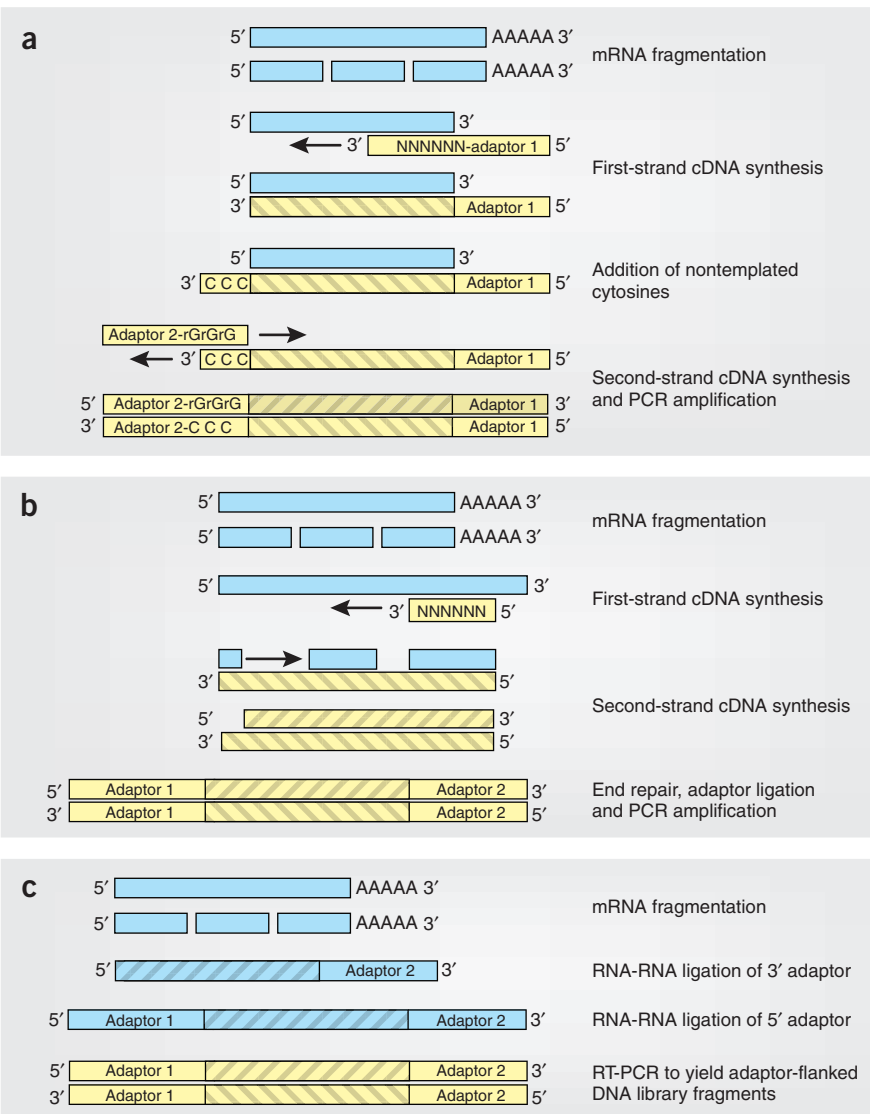 a
5′ AAAAA 3′
mRNA fragmentation
5′ AAAAA 3′
5′ 3′
3′ NNNNNN-adaptor 1 5′
First-strand cDNA synthesis
5′ 3′
3′ Adaptor 1 5′
5′ 3′
3′ C C C Adaptor 1 5′
Addition of nontemplated
cytosines
Adaptor 2-rGrGrG
3′ C C C Adaptor 1 5′
Second-strand cDNA synthesis
and PCR amplification
5′ Adaptor 2-rGrGrG Adaptor 1 3′
3′ Adaptor 2-C C C Adaptor 1 5′
b
5′ AAAAA 3′
mRNA fragmentation
5′ AAAAA 3′
5′ 3′
First-strand cDNA synthesis
3′ NNNNNN 5′
3′ 5′
Second-strand cDNA synthesis
5′ 3′
3′ 5′
5′ Adaptor 1 Adaptor 2 3′
3′ Adaptor 1 Adaptor 2 5′
End repair, adaptor ligation
and PCR amplification
c
5′ AAAAA 3′
mRNA fragmentation
5′ AAAAA 3′
5′ Adaptor 2 3′
RNA-RNA ligation of 3′ adaptor
5′ Adaptor 1 Adaptor 2 3′
RNA-RNA ligation of 5′ adaptor
5′ Adaptor 1 Adaptor 2 3′
3′ Adaptor 1 Adaptor 2 5′
RT-PCR to yield adaptor-flanked
DNA library fragments